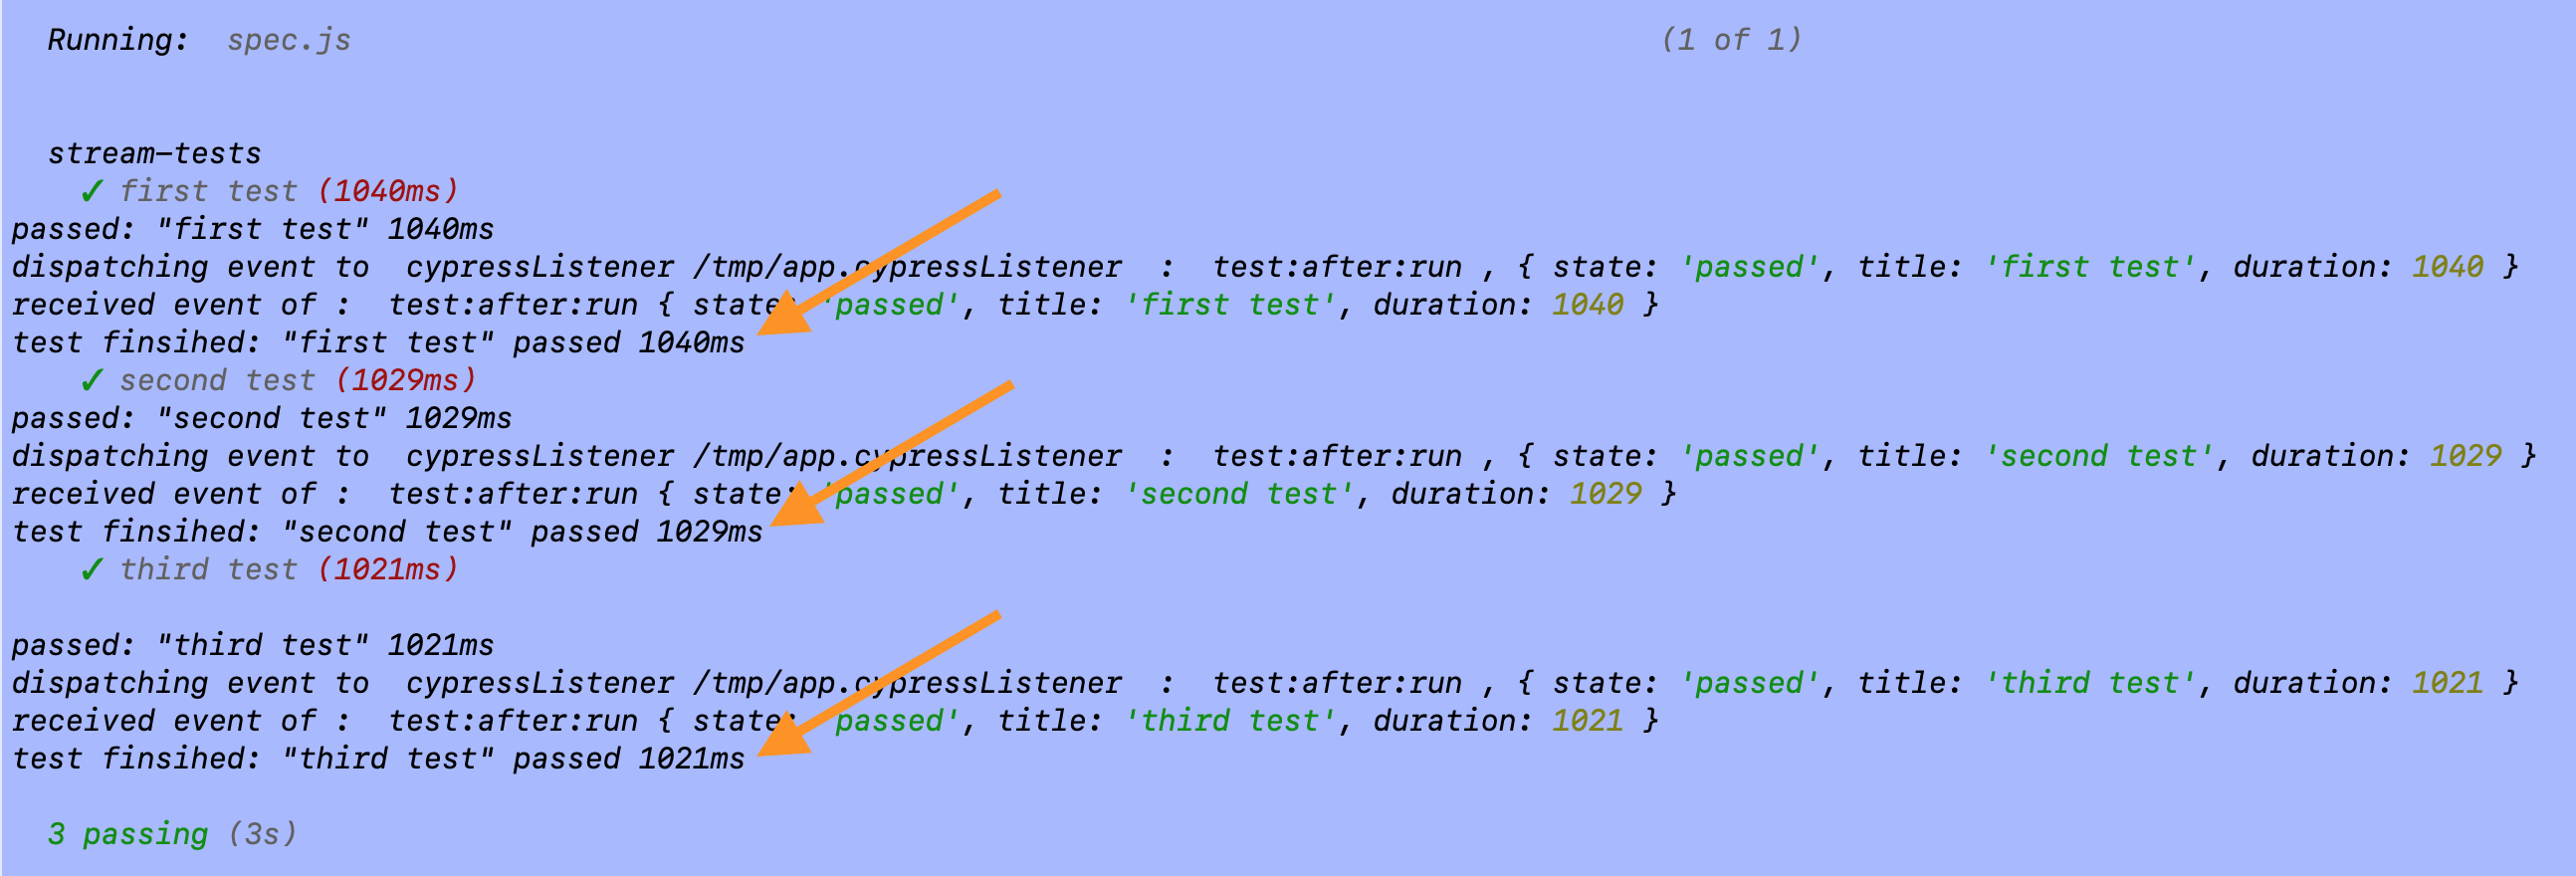 Running: spec.js (1 of 1)
stream-tests
✓ first test (1040ms)
passed: "first test" 1040ms
dispatching event to cypressListener /tmp/app.cypressListener : test:after:run , { state: 'passed', title: 'first test', duration: 1040 }
received event of : test:after:run { state: 'passed', title: 'first test', duration: 1040 }
test finsihed: "first test" passed 1040ms
✓ second test (1029ms)
passed: "second test" 1029ms
dispatching event to cypressListener /tmp/app.cypressListener : test:after:run , { state: 'passed', title: 'second test', duration: 1029 }
received event of : test:after:run { state: 'passed', title: 'second test', duration: 1029 }
test finsihed: "second test" passed 1029ms
✓ third test (1021ms)
passed: "third test" 1021ms
dispatching event to cypressListener /tmp/app.cypressListener : test:after:run , { state: 'passed', title: 'third test', duration: 1021 }
received event of : test:after:run { state: 'passed', title: 'third test', duration: 1021 }
test finsihed: "third test" passed 1021ms
3 passing (3s)